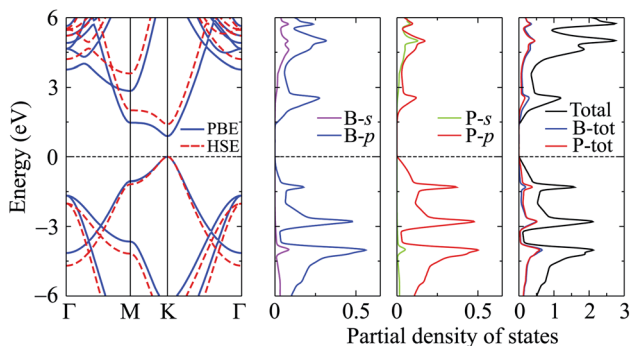 Energy (eV)
6
3
0
−3
−6
PBE
HSE
Γ M K Γ
B-s
B-p
0 0.5
P-s
P-p
0 0.5
Total
B-tot
P-tot
0 1 2 3
Partial density of states